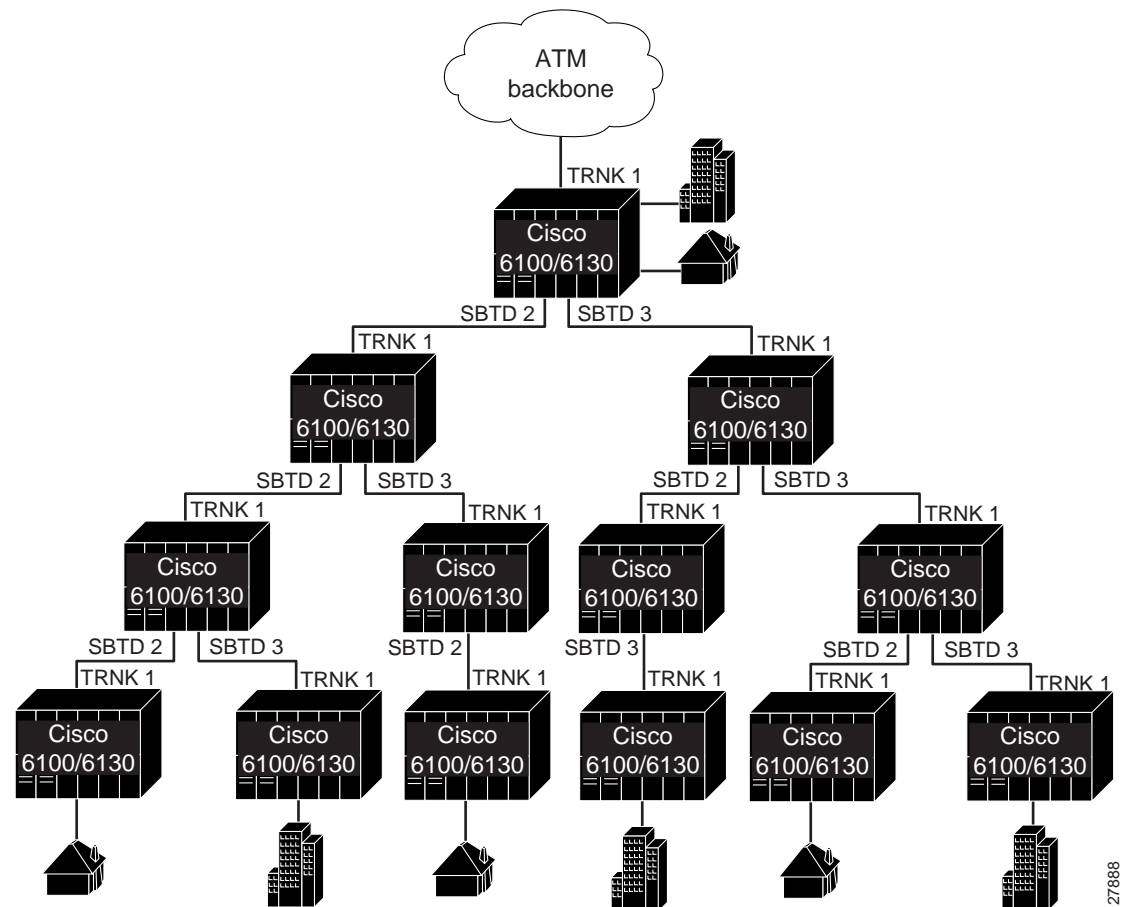 ATM
backbone
TRNK 1
Cisco
6100/6130
SBTD 2
SBTD 3
TRNK 1
TRNK 1
Cisco
6100/6130
Cisco
6100/6130
SBTD 2
SBTD 3
SBTD 2
SBTD 3
TRNK 1
TRNK 1
TRNK 1
TRNK 1
Cisco
6100/6130
Cisco
6100/6130
Cisco
6100/6130
Cisco
6100/6130
SBTD 2
SBTD 3
SBTD 2
SBTD 3
SBTD 2
SBTD 3
TRNK 1
TRNK 1
TRNK 1
TRNK 1
TRNK 1
TRNK 1
Cisco
6100/6130
Cisco
6100/6130
Cisco
6100/6130
Cisco
6100/6130
Cisco
6100/6130
Cisco
6100/6130
27888